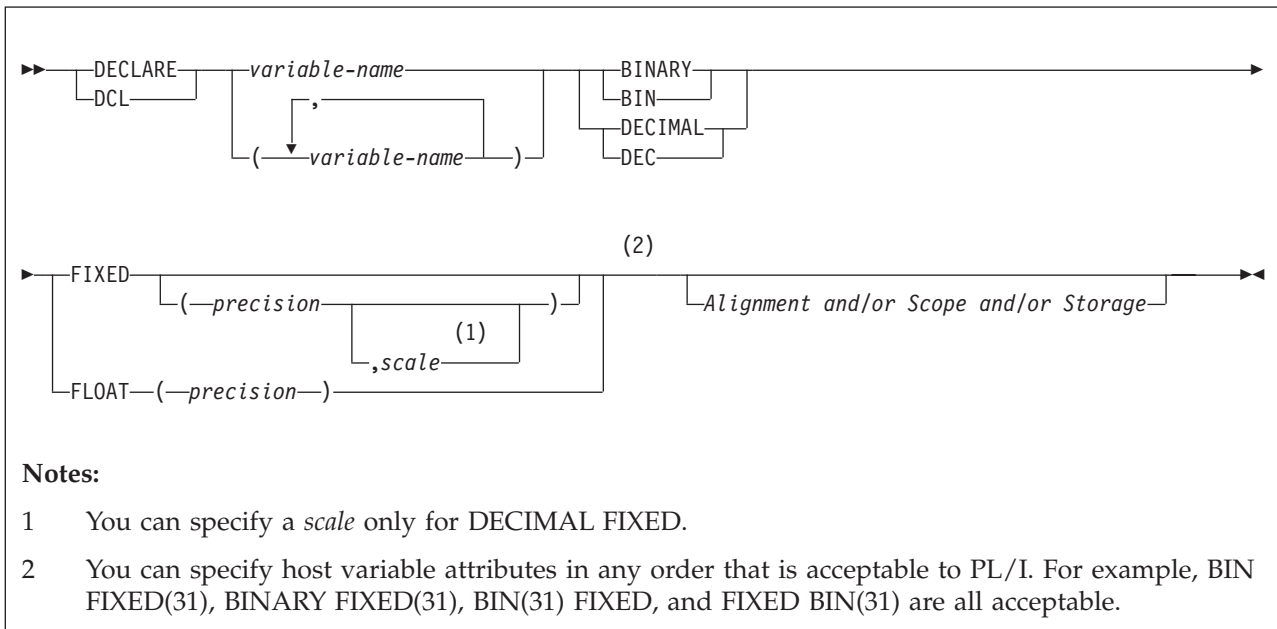 DECLARE variable-name BINARY
DCL , BIN
DECIMAL
( variable-name ) DEC
(2)
FIXED
( precision ) Alignment and/or Scope and/or Storage
(1)
,scale
FLOAT ( precision )
Notes:
1 You can specify a scale only for DECIMAL FIXED.
2 You can specify host variable attributes in any order that is acceptable to PL/I. For example, BIN
FIXED(31), BINARY FIXED(31), BIN(31) FIXED, and FIXED BIN(31) are all acceptable.